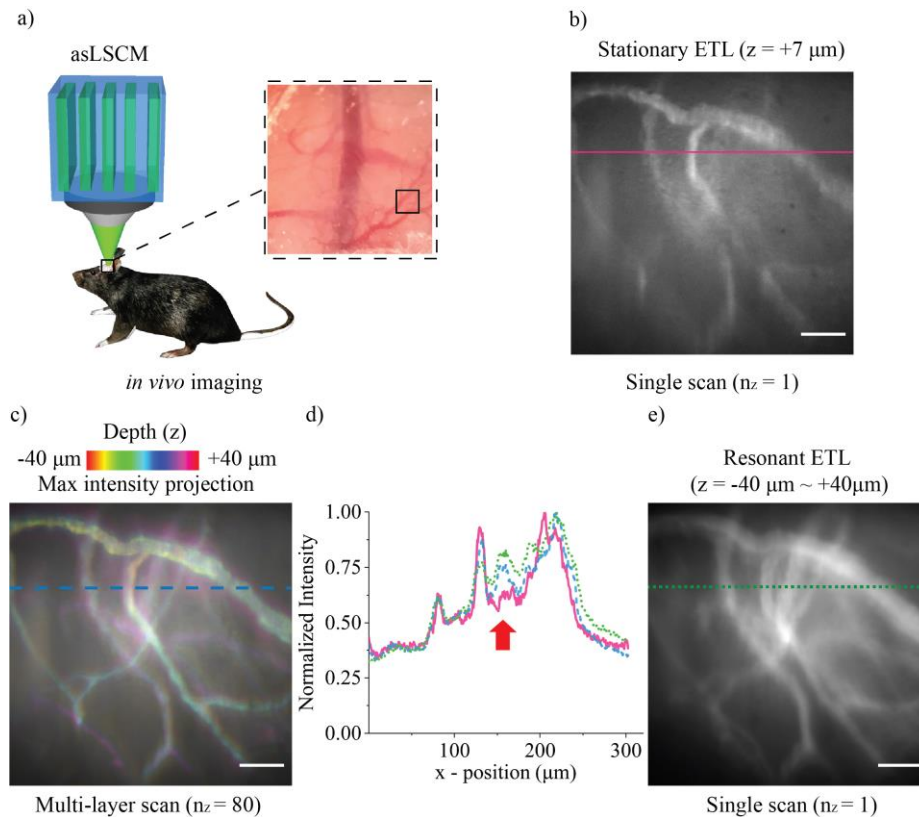 a)
asLSCM
in vivo imaging
b)
Stationary ETL (z = +7 μm)
Single scan (nz = 1)
c)
Depth (z)
-40 μm +40 μm
Max intensity projection
Multi-layer scan (nz = 80)
d)
Normalized Intensity
1.00
0.75
0.50
0.25
0.00
100 200 300
x - position (μm)
e)
Resonant ETL
(z = -40 μm ~ +40μm)
Single scan (nz = 1)